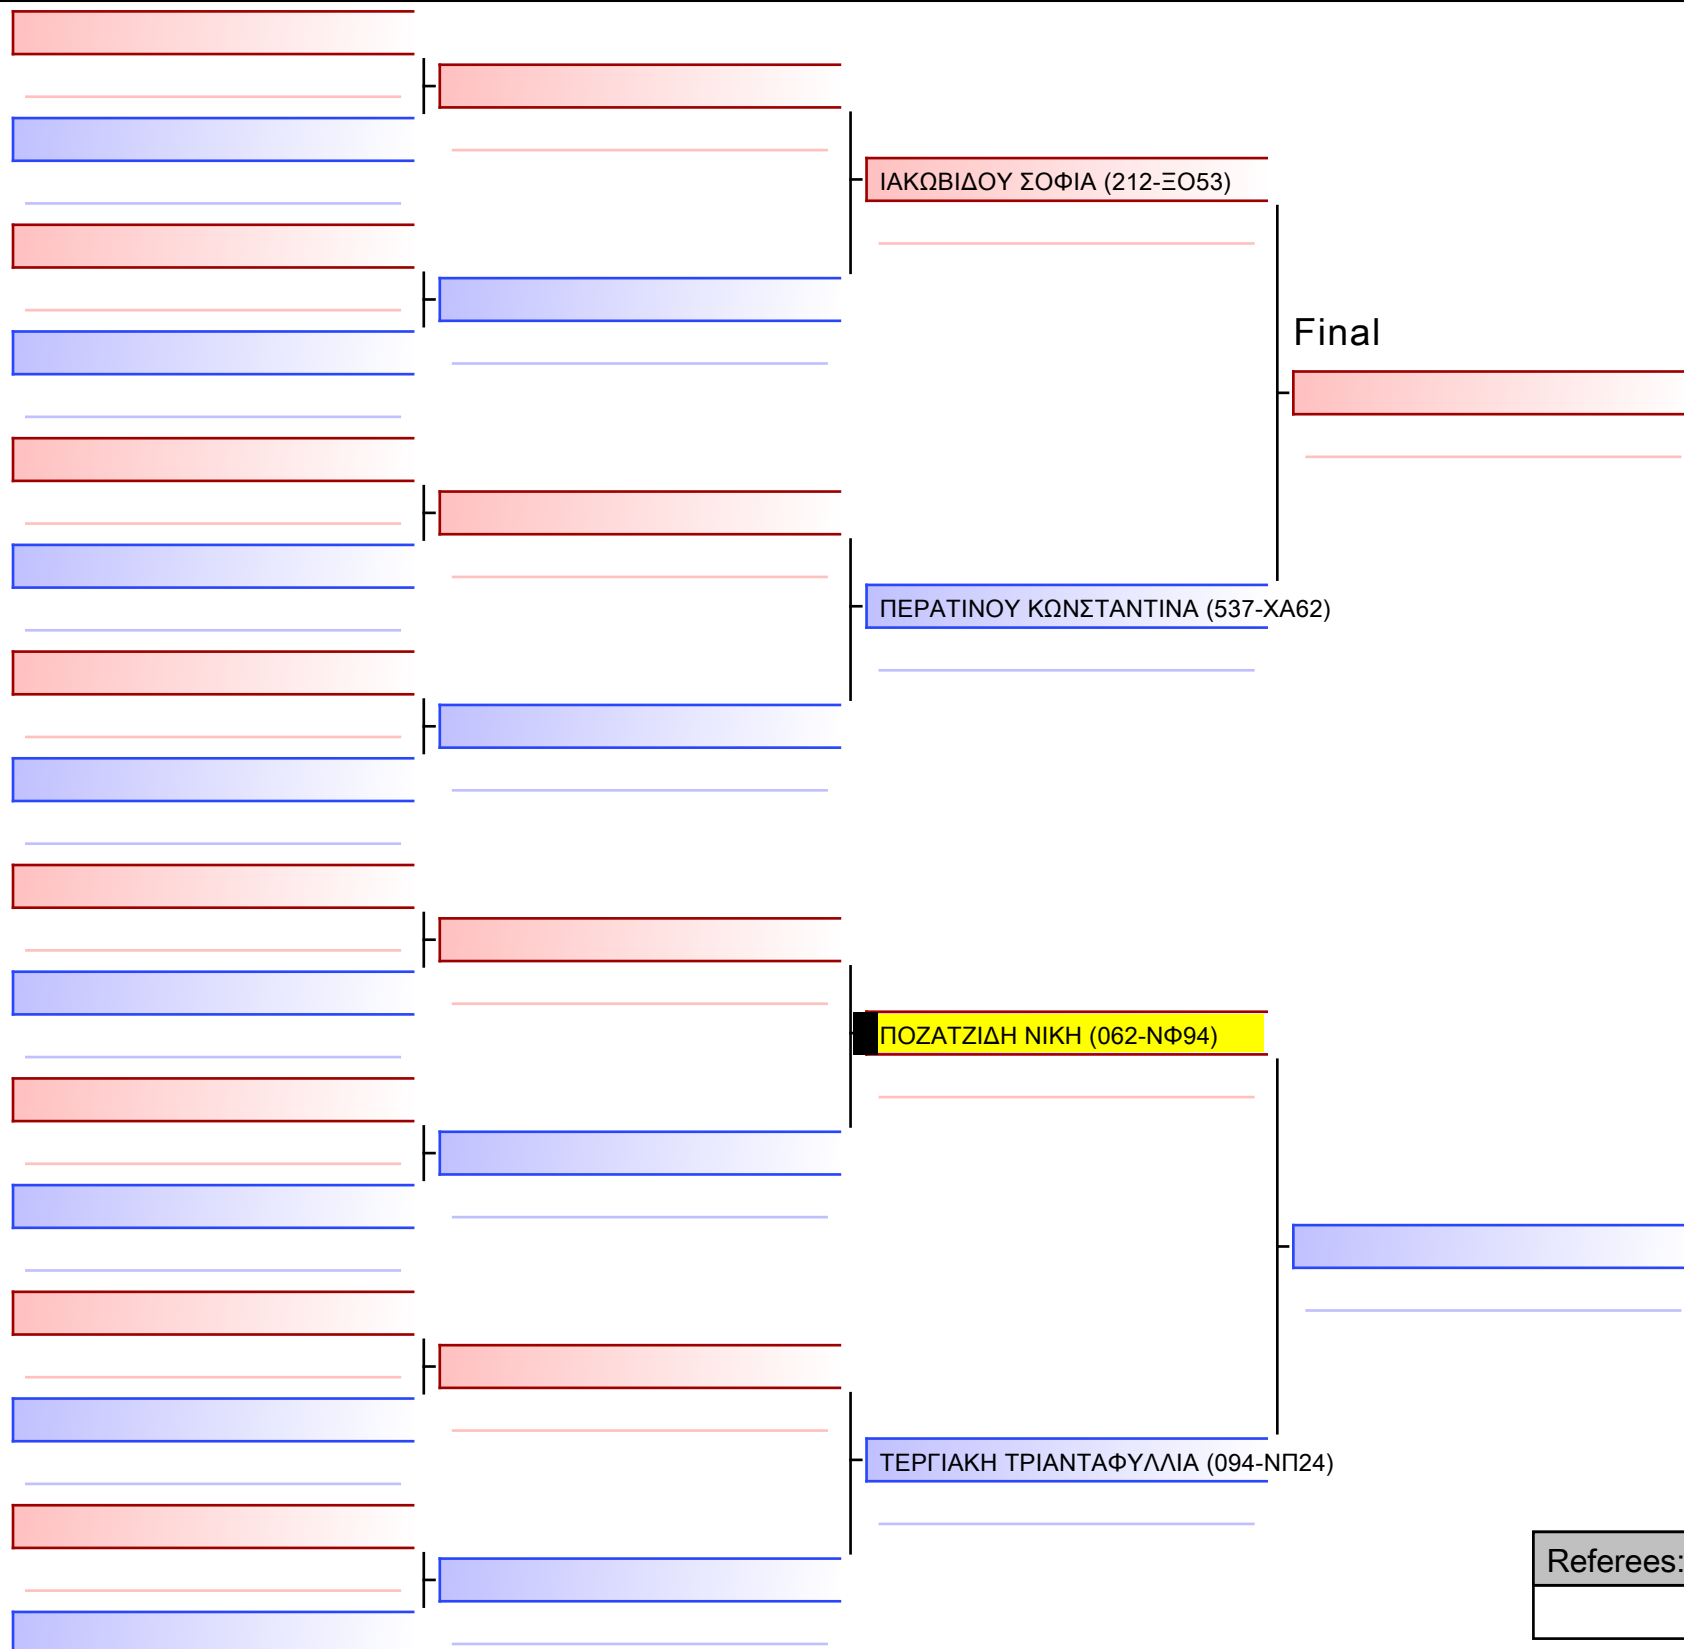 ΙΑΚΩΒΙΔΟΥ ΣΟΦΙΑ (212-ΞΟ53)
Final
ΠΕΡΑΤΙΝΟΥ ΚΩΝΣΤΑΝΤΙΝΑ (537-ΧΑ62)
ΠΟΖΑΤΖΙΔΗ ΝΙΚΗ (062-ΝΦ94)
ΤΕΡΓΙΑΚΗ ΤΡΙΑΝΤΑΦΥΛΛΙΑ (094-ΝΠ24)
Referees: